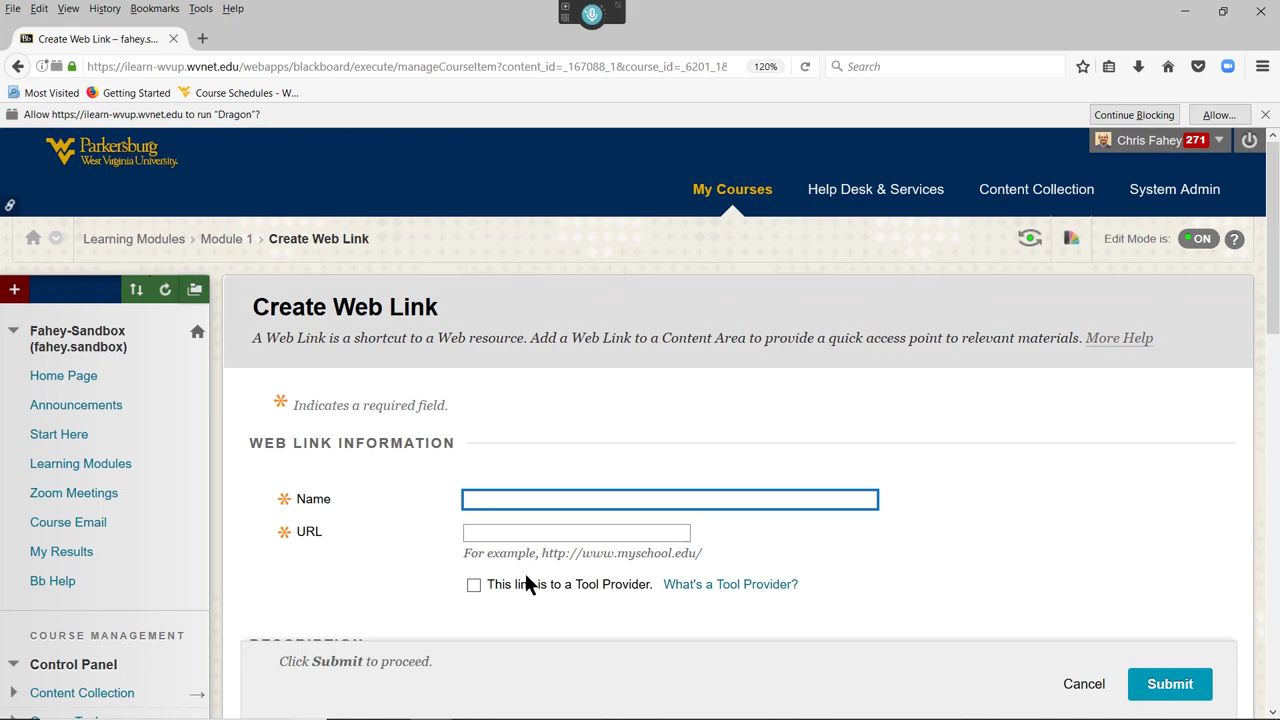 File Edit View History Bookmarks Tools Help
Bb Create Web Link – fahey.s...
https://ilearn-wvup.wvnet.edu/webapps/blackboard/execute/manageCourseItem?content_id=_167088_1&course_id=_6201_18 120% Search
Most Visited Getting Started Course Schedules - W...
Allow https://ilearn-wvup.wvnet.edu to run "Dragon"? Continue Blocking Allow...
Parkersburg
West Virginia University
Chris Fahey 271
My Courses Help Desk & Services Content Collection System Admin
Learning Modules Module 1 Create Web Link Edit Mode is: ON ?
Create Web Link
A Web Link is a shortcut to a Web resource. Add a Web Link to a Content Area to provide a quick access point to relevant materials. More Help
Fahey-Sandbox
(fahey.sandbox)
Home Page
Announcements
Start Here
Learning Modules
Zoom Meetings
Course Email
My Results
Bb Help
COURSE MANAGEMENT
Control Panel
Content Collection
Indicates a required field.
WEB LINK INFORMATION
Name
URL
For example, http://www.myschool.edu/
This link is to a Tool Provider. What's a Tool Provider?
Click Submit to proceed.
Cancel Submit